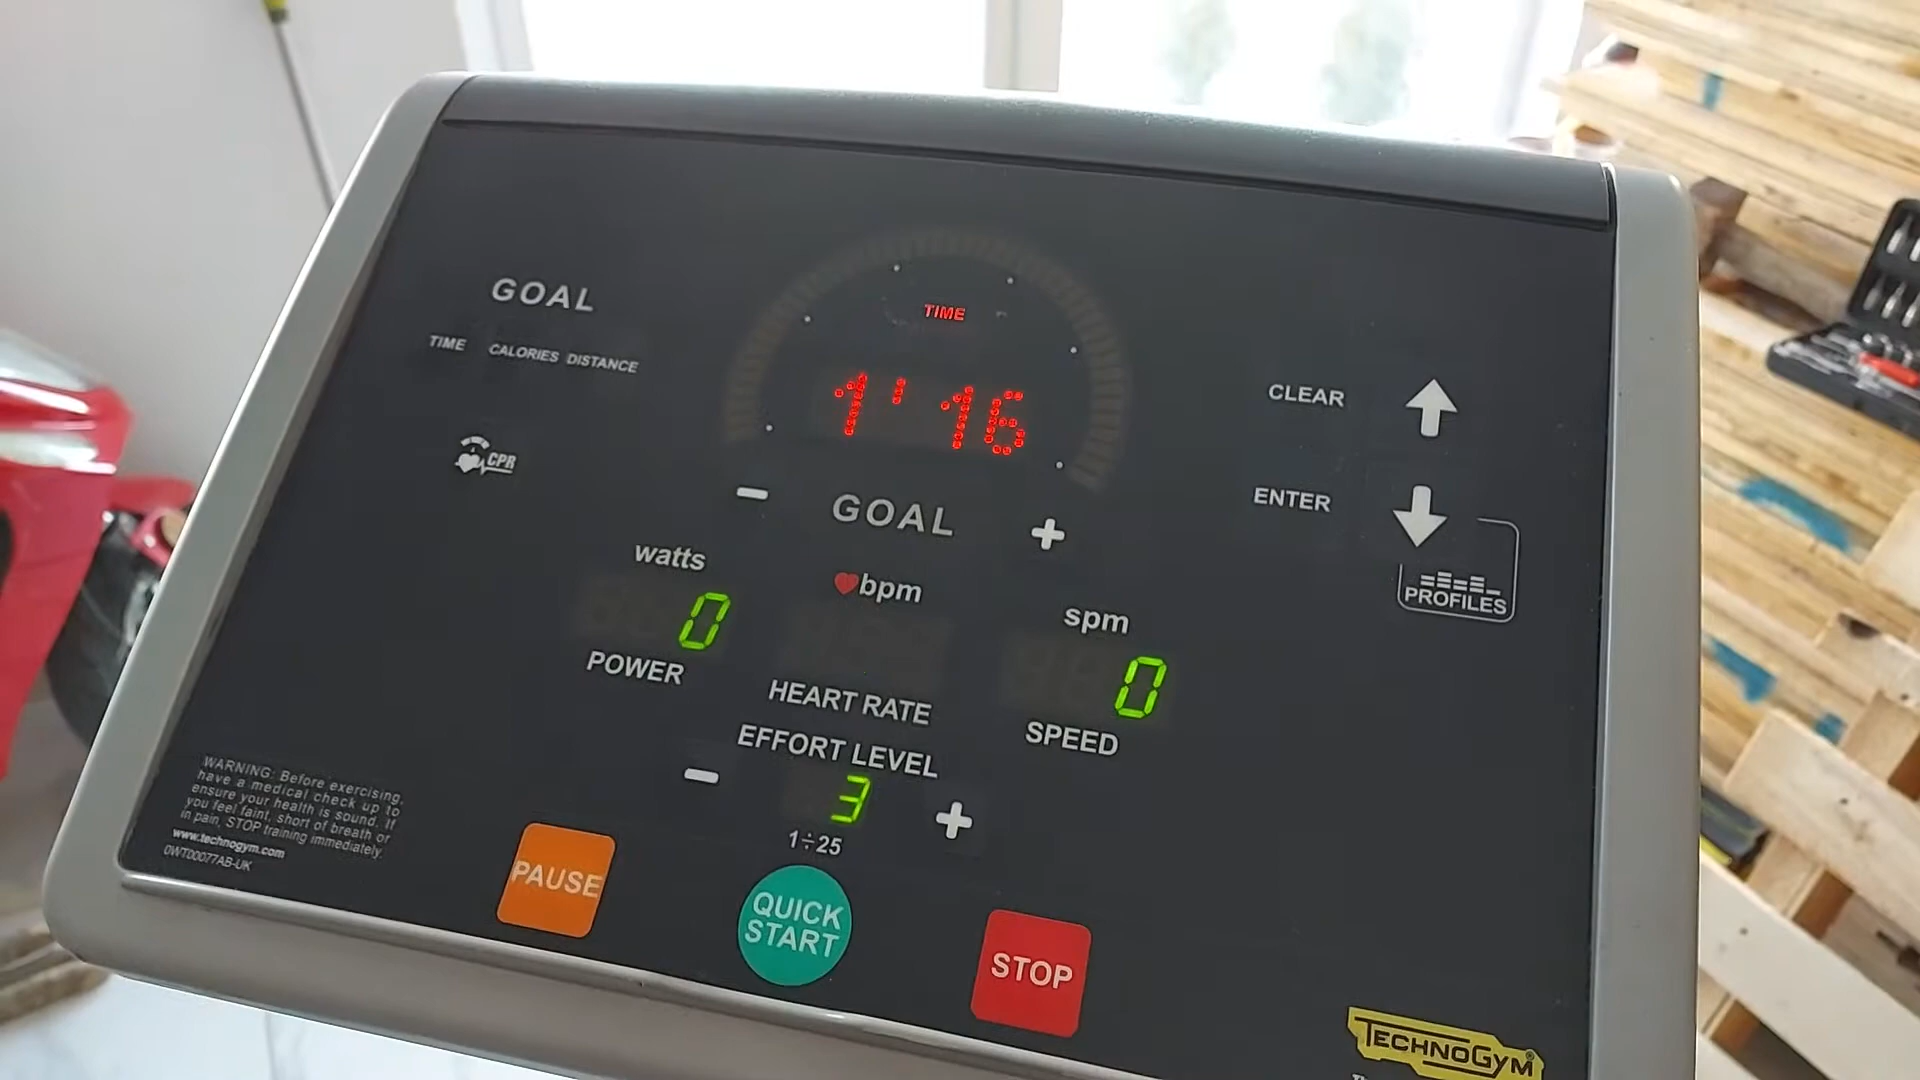 GOAL
TIME CALORIES DISTANCE
CPR
TIME
1' 16
GOAL
CLEAR
ENTER
PROFILES
watts
0
POWER
bpm
HEART RATE
spm
0
SPEED
EFFORT LEVEL
3
1÷25
WARNING: Before exercising,
have a medical check up to
ensure your health is sound. If
you feel faint, short of breath or
in pain, STOP training immediately.
www.technogym.com
0WT00077AB-UK
PAUSE
QUICK
START
STOP
TECHNOGYM®